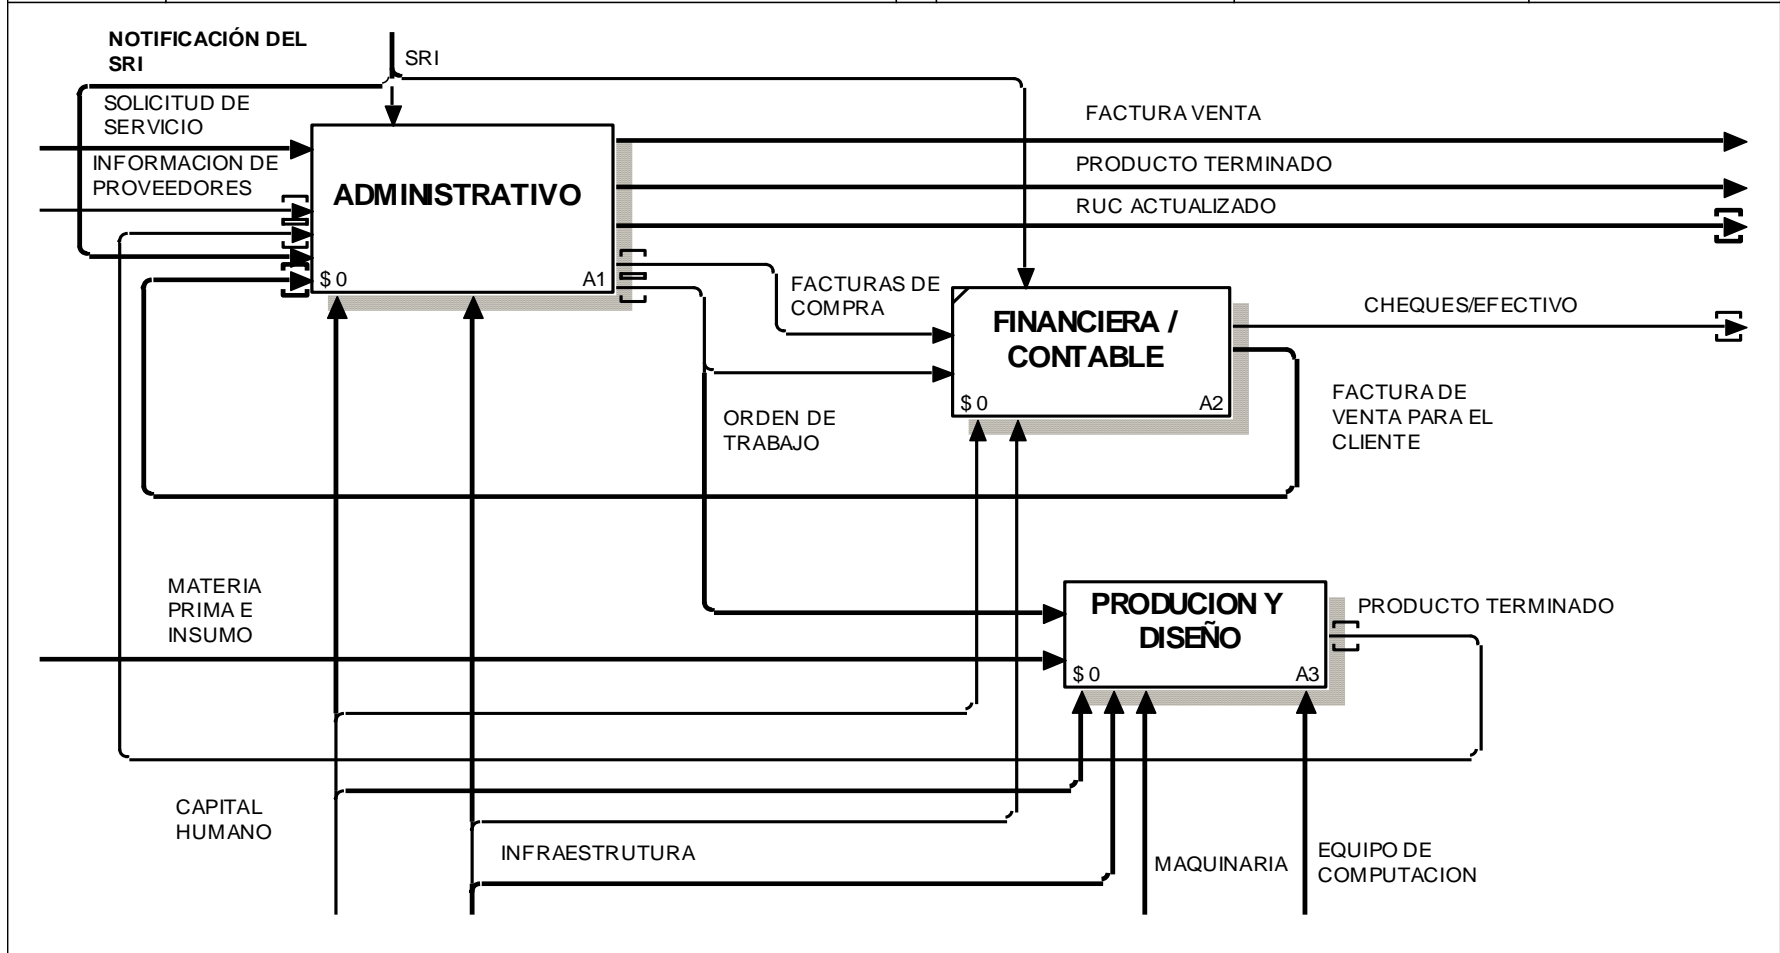 NOTIFICACIÓN DEL
SRI
SRI
SOLICITUD DE
SERVICIO
INFORMACION DE
PROVEEDORES
ADMINISTRATIVO
$ 0
A1
FACTURA VENTA
PRODUCTO TERMINADO
RUC ACTUALIZADO
FACTURAS DE
COMPRA
FINANCIERA /
CONTABLE
$ 0
A2
CHEQUES/EFECTIVO
FACTURA DE
VENTA PARA EL
CLIENTE
ORDEN DE
TRABAJO
MATERIA
PRIMA E
INSUMO
PRODUCION Y
DISEÑO
$ 0
A3
PRODUCTO TERMINADO
CAPITAL
HUMANO
INFRAESTRUTURA
MAQUINARIA
EQUIPO DE
COMPUTACION